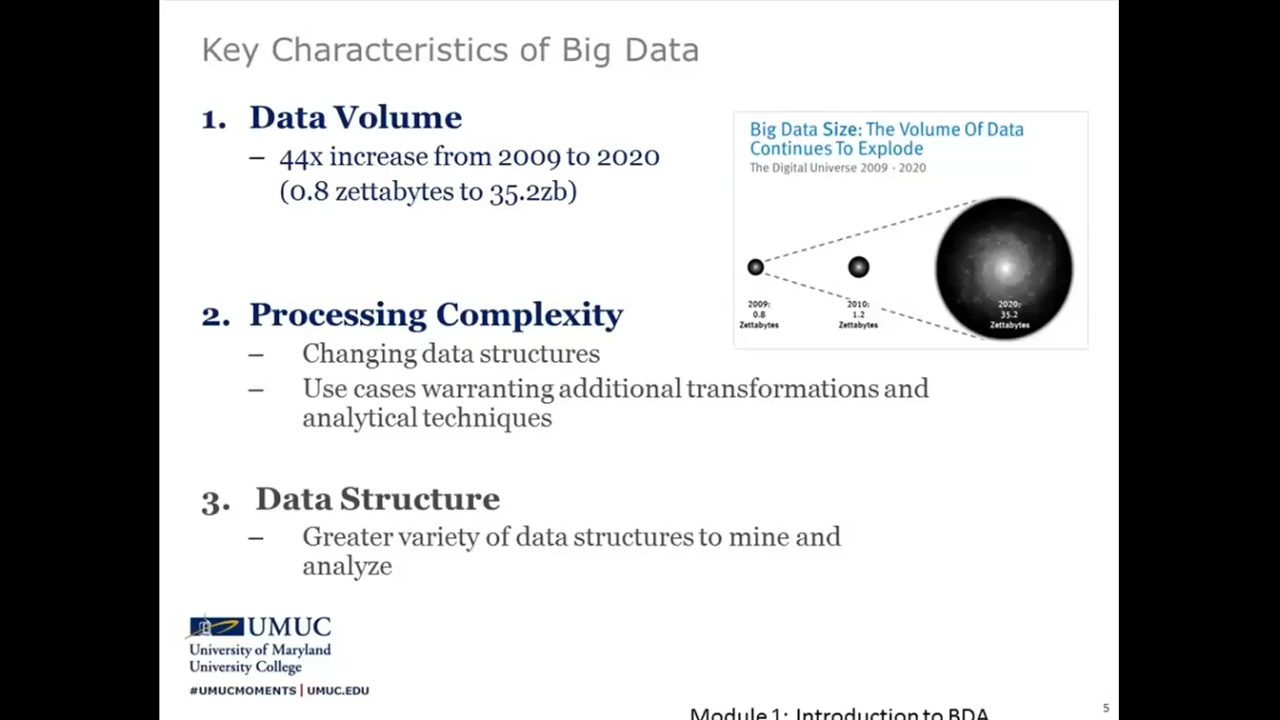 Key Characteristics of Big Data
1. Data Volume
– 44x increase from 2009 to 2020
(0.8 zettabytes to 35.2zb)
Big Data Size: The Volume Of Data
Continues To Explode
The Digital Universe 2009 - 2020
2009:
0.8
Zettabytes
2010:
1.2
Zettabytes
2020:
35.2
Zettabytes
2. Processing Complexity
– Changing data structures
– Use cases warranting additional transformations and
analytical techniques
3. Data Structure
– Greater variety of data structures to mine and
analyze
UMUC
University of Maryland
University College
#UMUCMOMENTS | UMUC.EDU
5
Module 1: Introduction to BDA